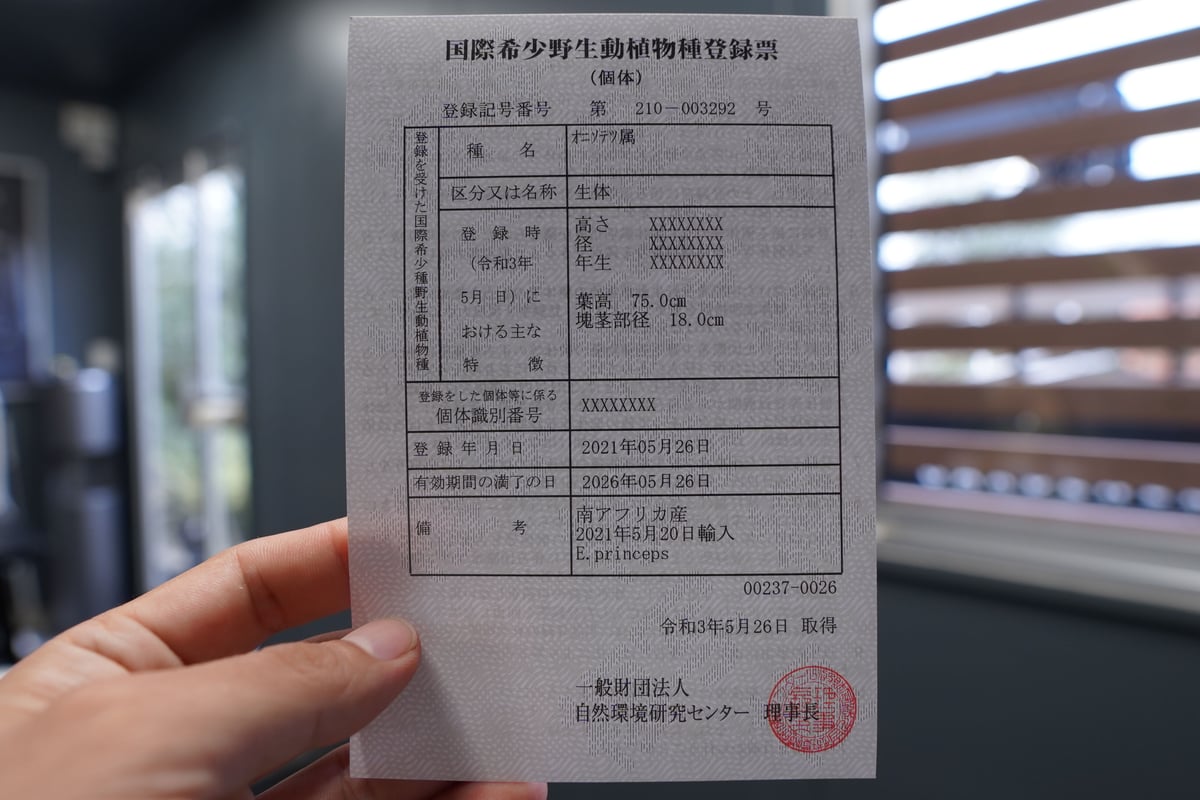 国際希少野生動植物種登録票
(個体)
登録記号番号 第 210-003292 号
登録を受けた国際希少種野生動植物種
種 名 オニソテツ属
区分又は名称 生体
登 録 時
(令和3年
5月 日)に
おける主な
特 徴
高さ XXXXXXXX
径 XXXXXXXX
年生 XXXXXXXX
葉高 75.0cm
塊茎部径 18.0cm
登録をした個体等に係る
個体識別番号 XXXXXXXX
登録年月日 2021年05月26日
有効期間の満了の日 2026年05月26日
備 考
南アフリカ産
2021年5月20日輸入
E.princeps
00237-0026
令和3年5月26日 取得
一般財団法人
自然環境研究センター 理事長